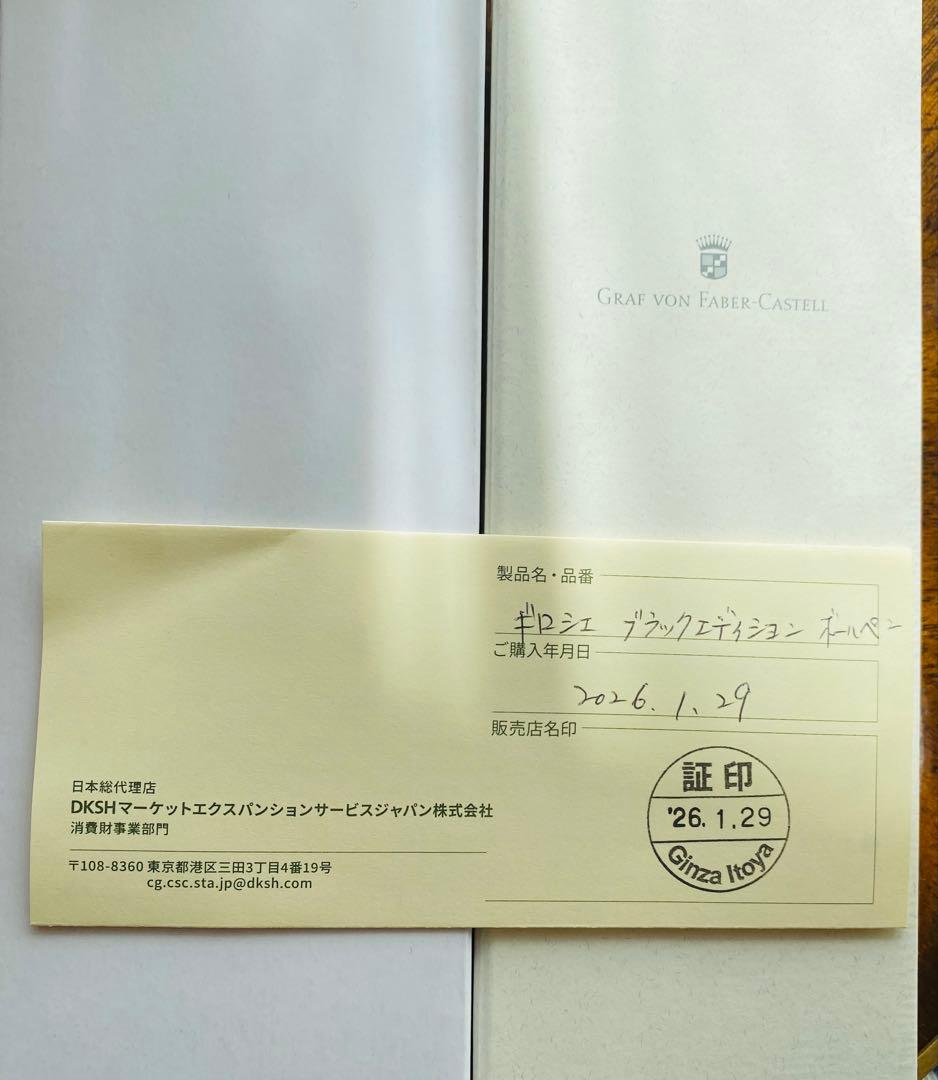 GRAF VON FABER-CASTELL
製品名・品番
ギロシェ ブラックエディション ボールペン
ご購入年月日
2026. 1. 29
販売店名印
証印
'26. 1. 29
Ginza Itoya
日本総代理店
DKSHマーケットエクスパンションサービスジャパン株式会社
消費財事業部門
〒108-8360 東京都港区三田3丁目4番19号
cg.csc.sta.jp@dksh.com